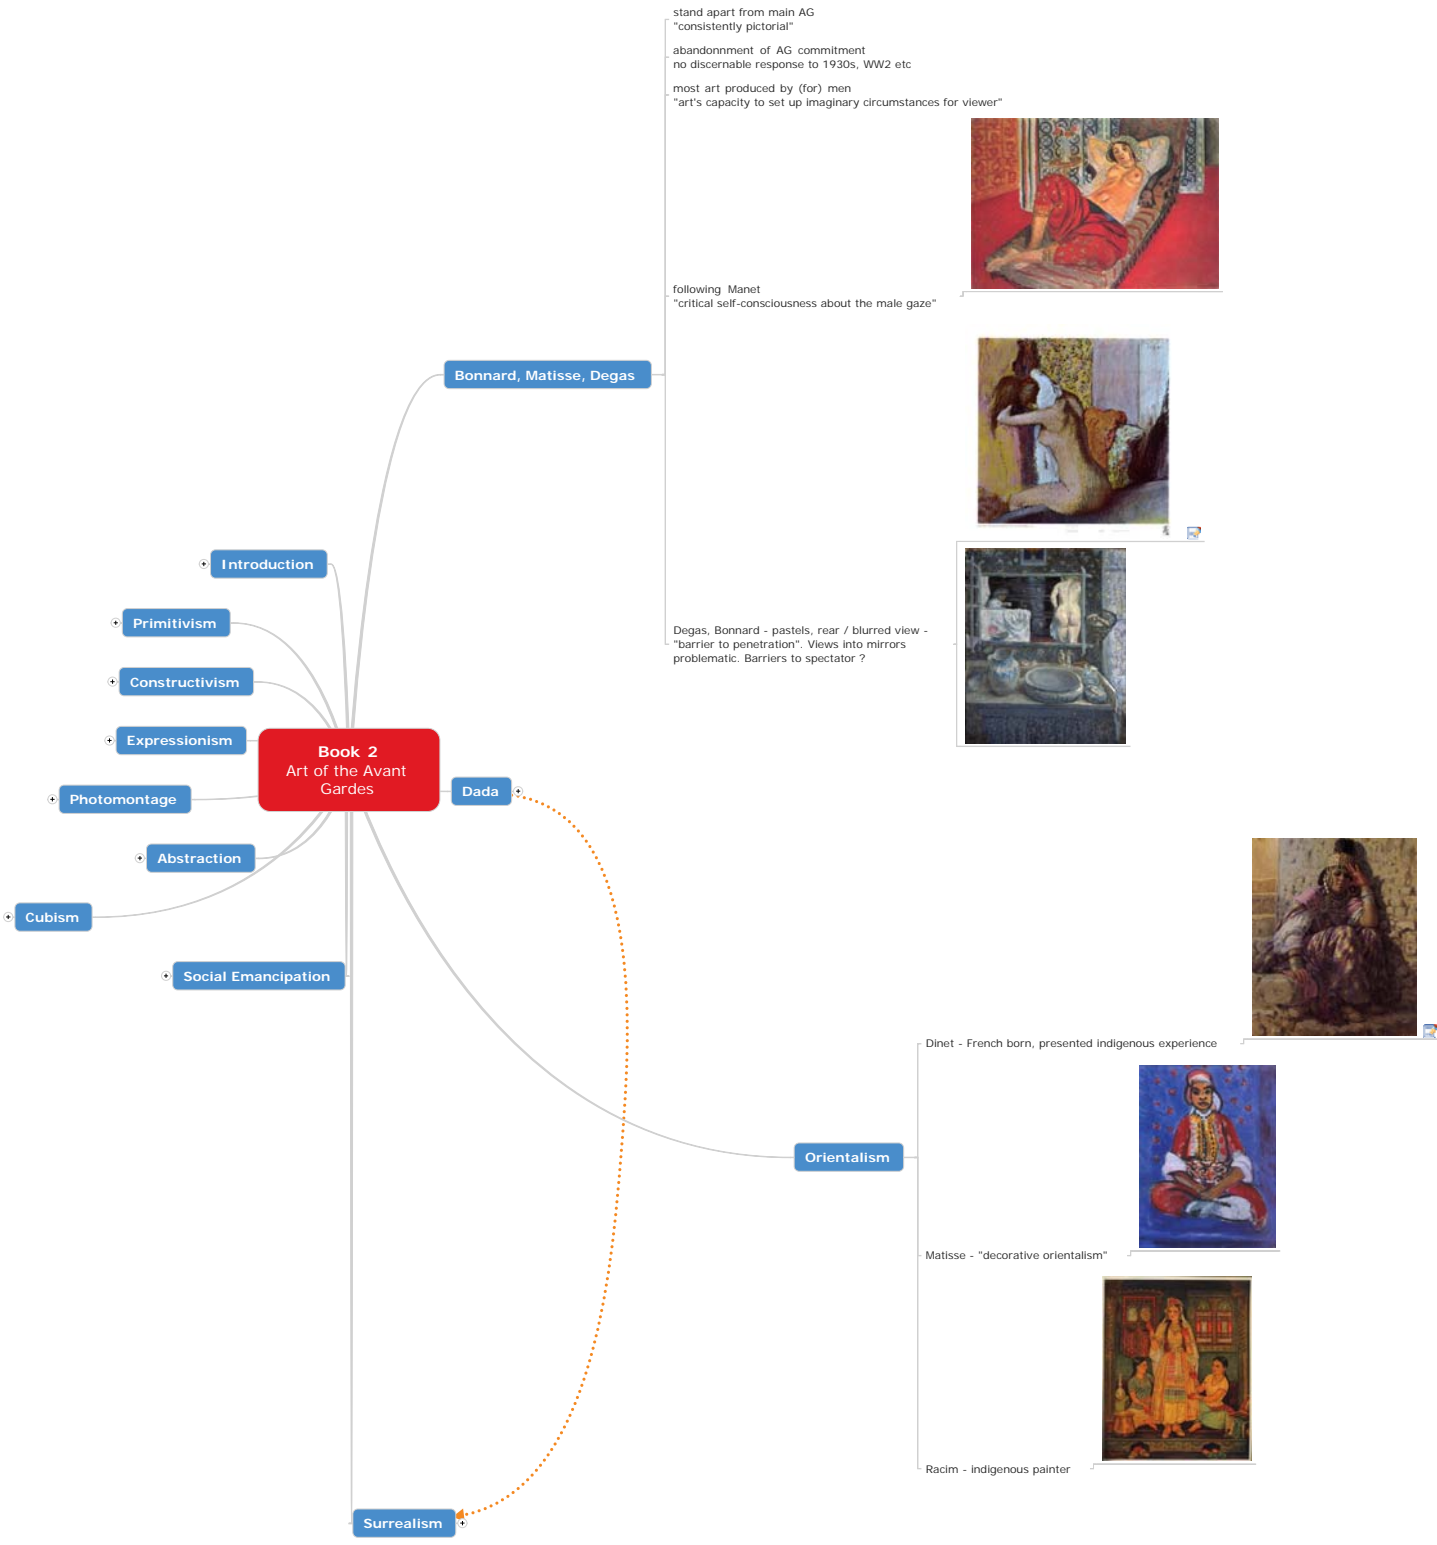 stand apart from main AG
"consistently pictorial"
abandonnment of AG commitment
no discernable response to 1930s, WW2 etc
most art produced by (for) men
"art's capacity to set up imaginary circumstances for viewer"
following Manet
"critical self-consciousness about the male gaze"
Bonnard, Matisse, Degas
Degas, Bonnard - pastels, rear / blurred view -
"barrier to penetration". Views into mirrors
problematic. Barriers to spectator ?
Introduction
Primitivism
Constructivism
Expressionism
Photomontage
Abstraction
Cubism
Social Emancipation
Book 2
Art of the Avant
Gardes
Dada
Dinet - French born, presented indigenous experience
Orientalism
Matisse - "decorative orientalism"
Racim - indigenous painter
Surrealism